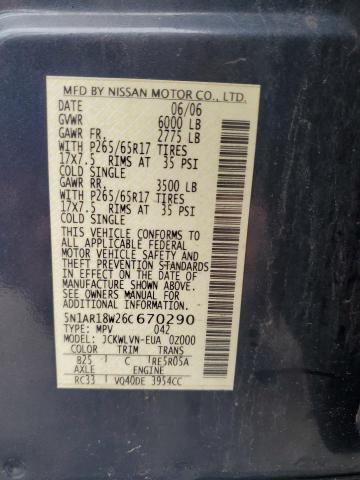 MFD BY NISSAN MOTOR CO., LTD.
DATE 06/06
GVWR 6000 LB
GAWR FR. 2775 LB
WITH P265/65R17 TIRES
17X7.5 RIMS AT 35 PSI
COLD SINGLE
GAWR RR. 3500 LB
WITH P265/65R17 TIRES
17X7.5 RIMS AT 35 PSI
COLD SINGLE
THIS VEHICLE CONFORMS TO
ALL APPLICABLE FEDERAL
MOTOR VEHICLE SAFETY AND
THEFT PREVENTION STANDARDS
IN EFFECT ON THE DATE OF
MANUFACTURE SHOWN ABOVE.
SEE OWNERS MANUAL FOR
ADDITIONAL INFORMATION
5N1AR18W26C670290
TYPE: MPV 04Z
MODEL: JCKWLVN-EUA 0Z000
COLOR TRIM TRANS
B25 C RE5R05A
AXLE ENGINE
RC33 VQ40DE 3954CC